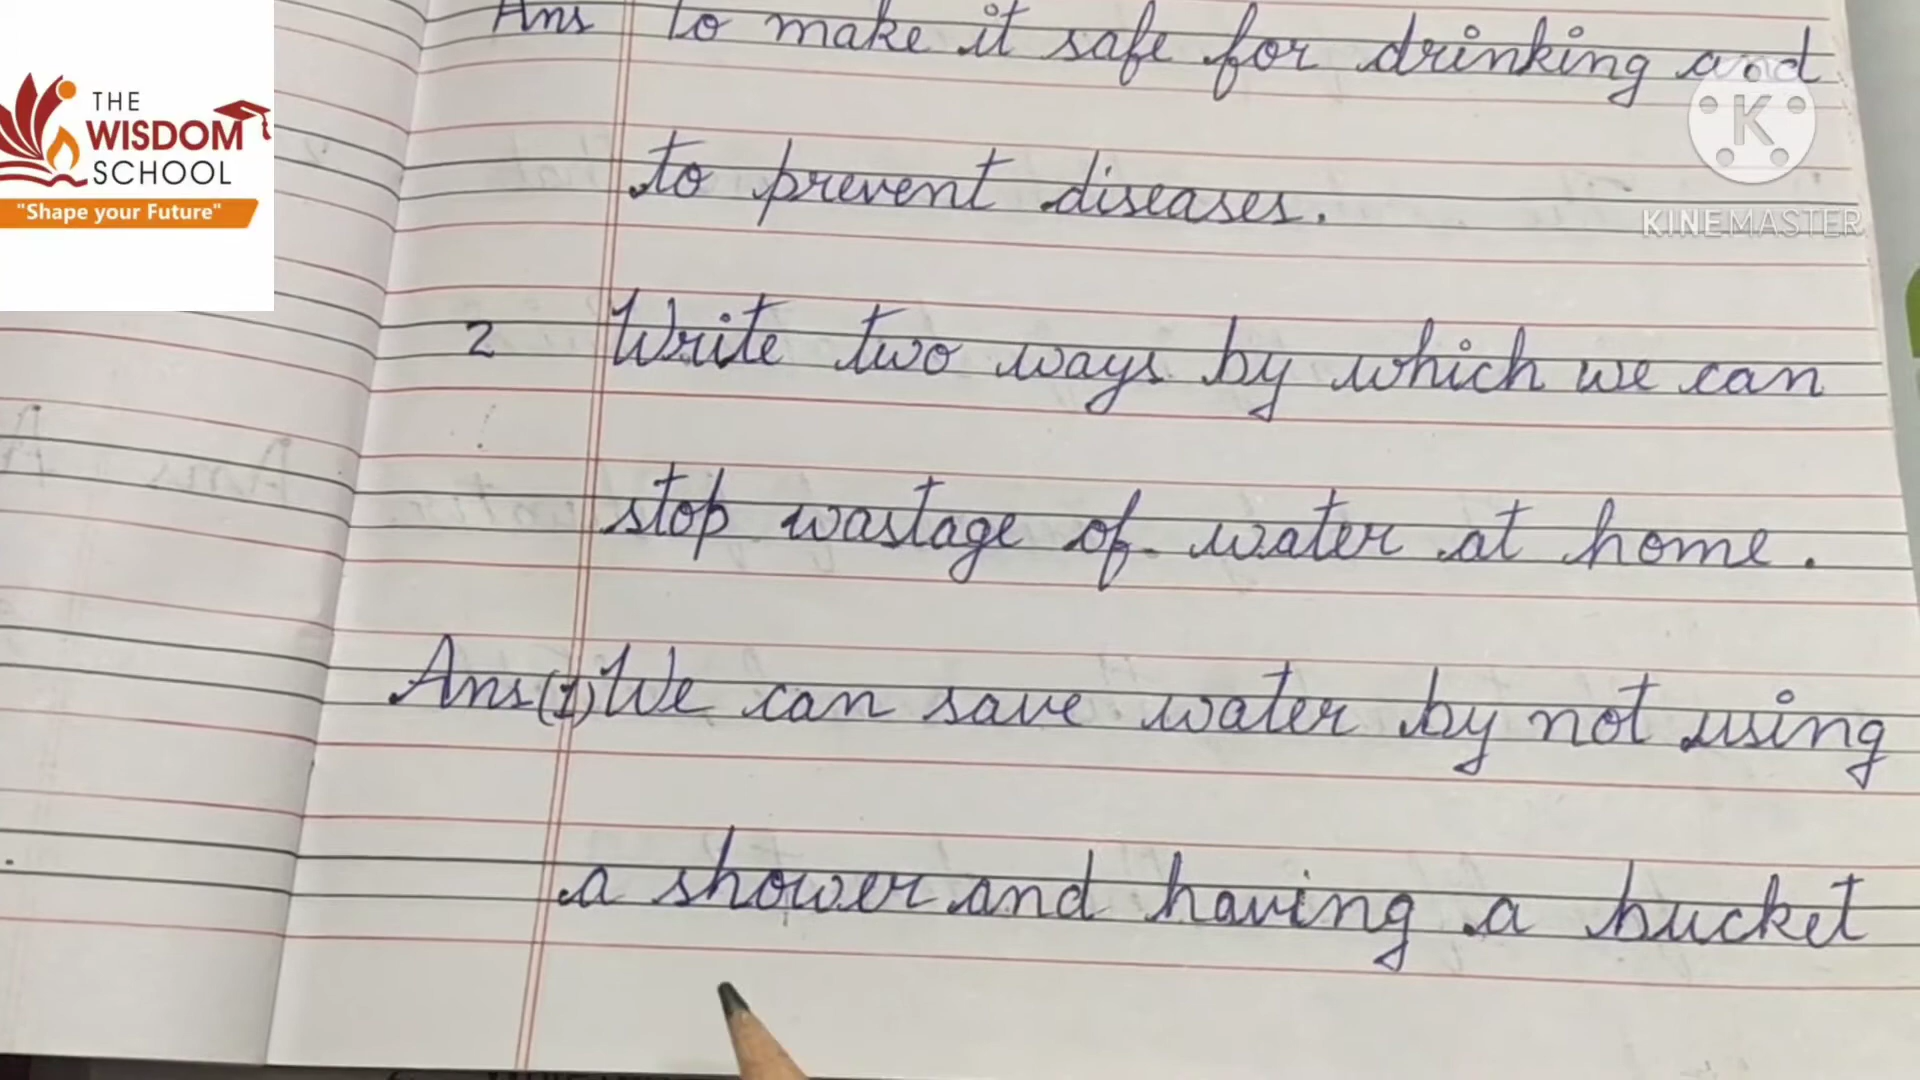 THE
WISDOM
SCHOOL
"Shape your Future"
Ans to make it safe for drinking and
to prevent diseases.
KINEMASTER
2 Write two ways by which we can
stop wastage of water at home.
Ans (1) We can save water by not using
a shower and having a bucket